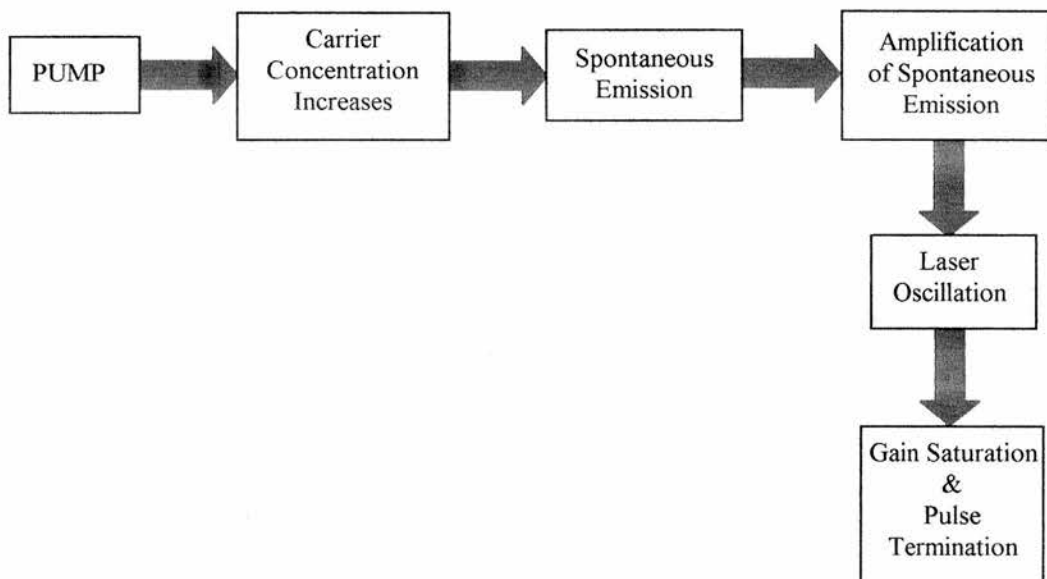 PUMP
Carrier
Concentration
Increases
Spontaneous
Emission
Amplification
of Spontaneous
Emission
Laser
Oscillation
Gain Saturation
&
Pulse
Termination